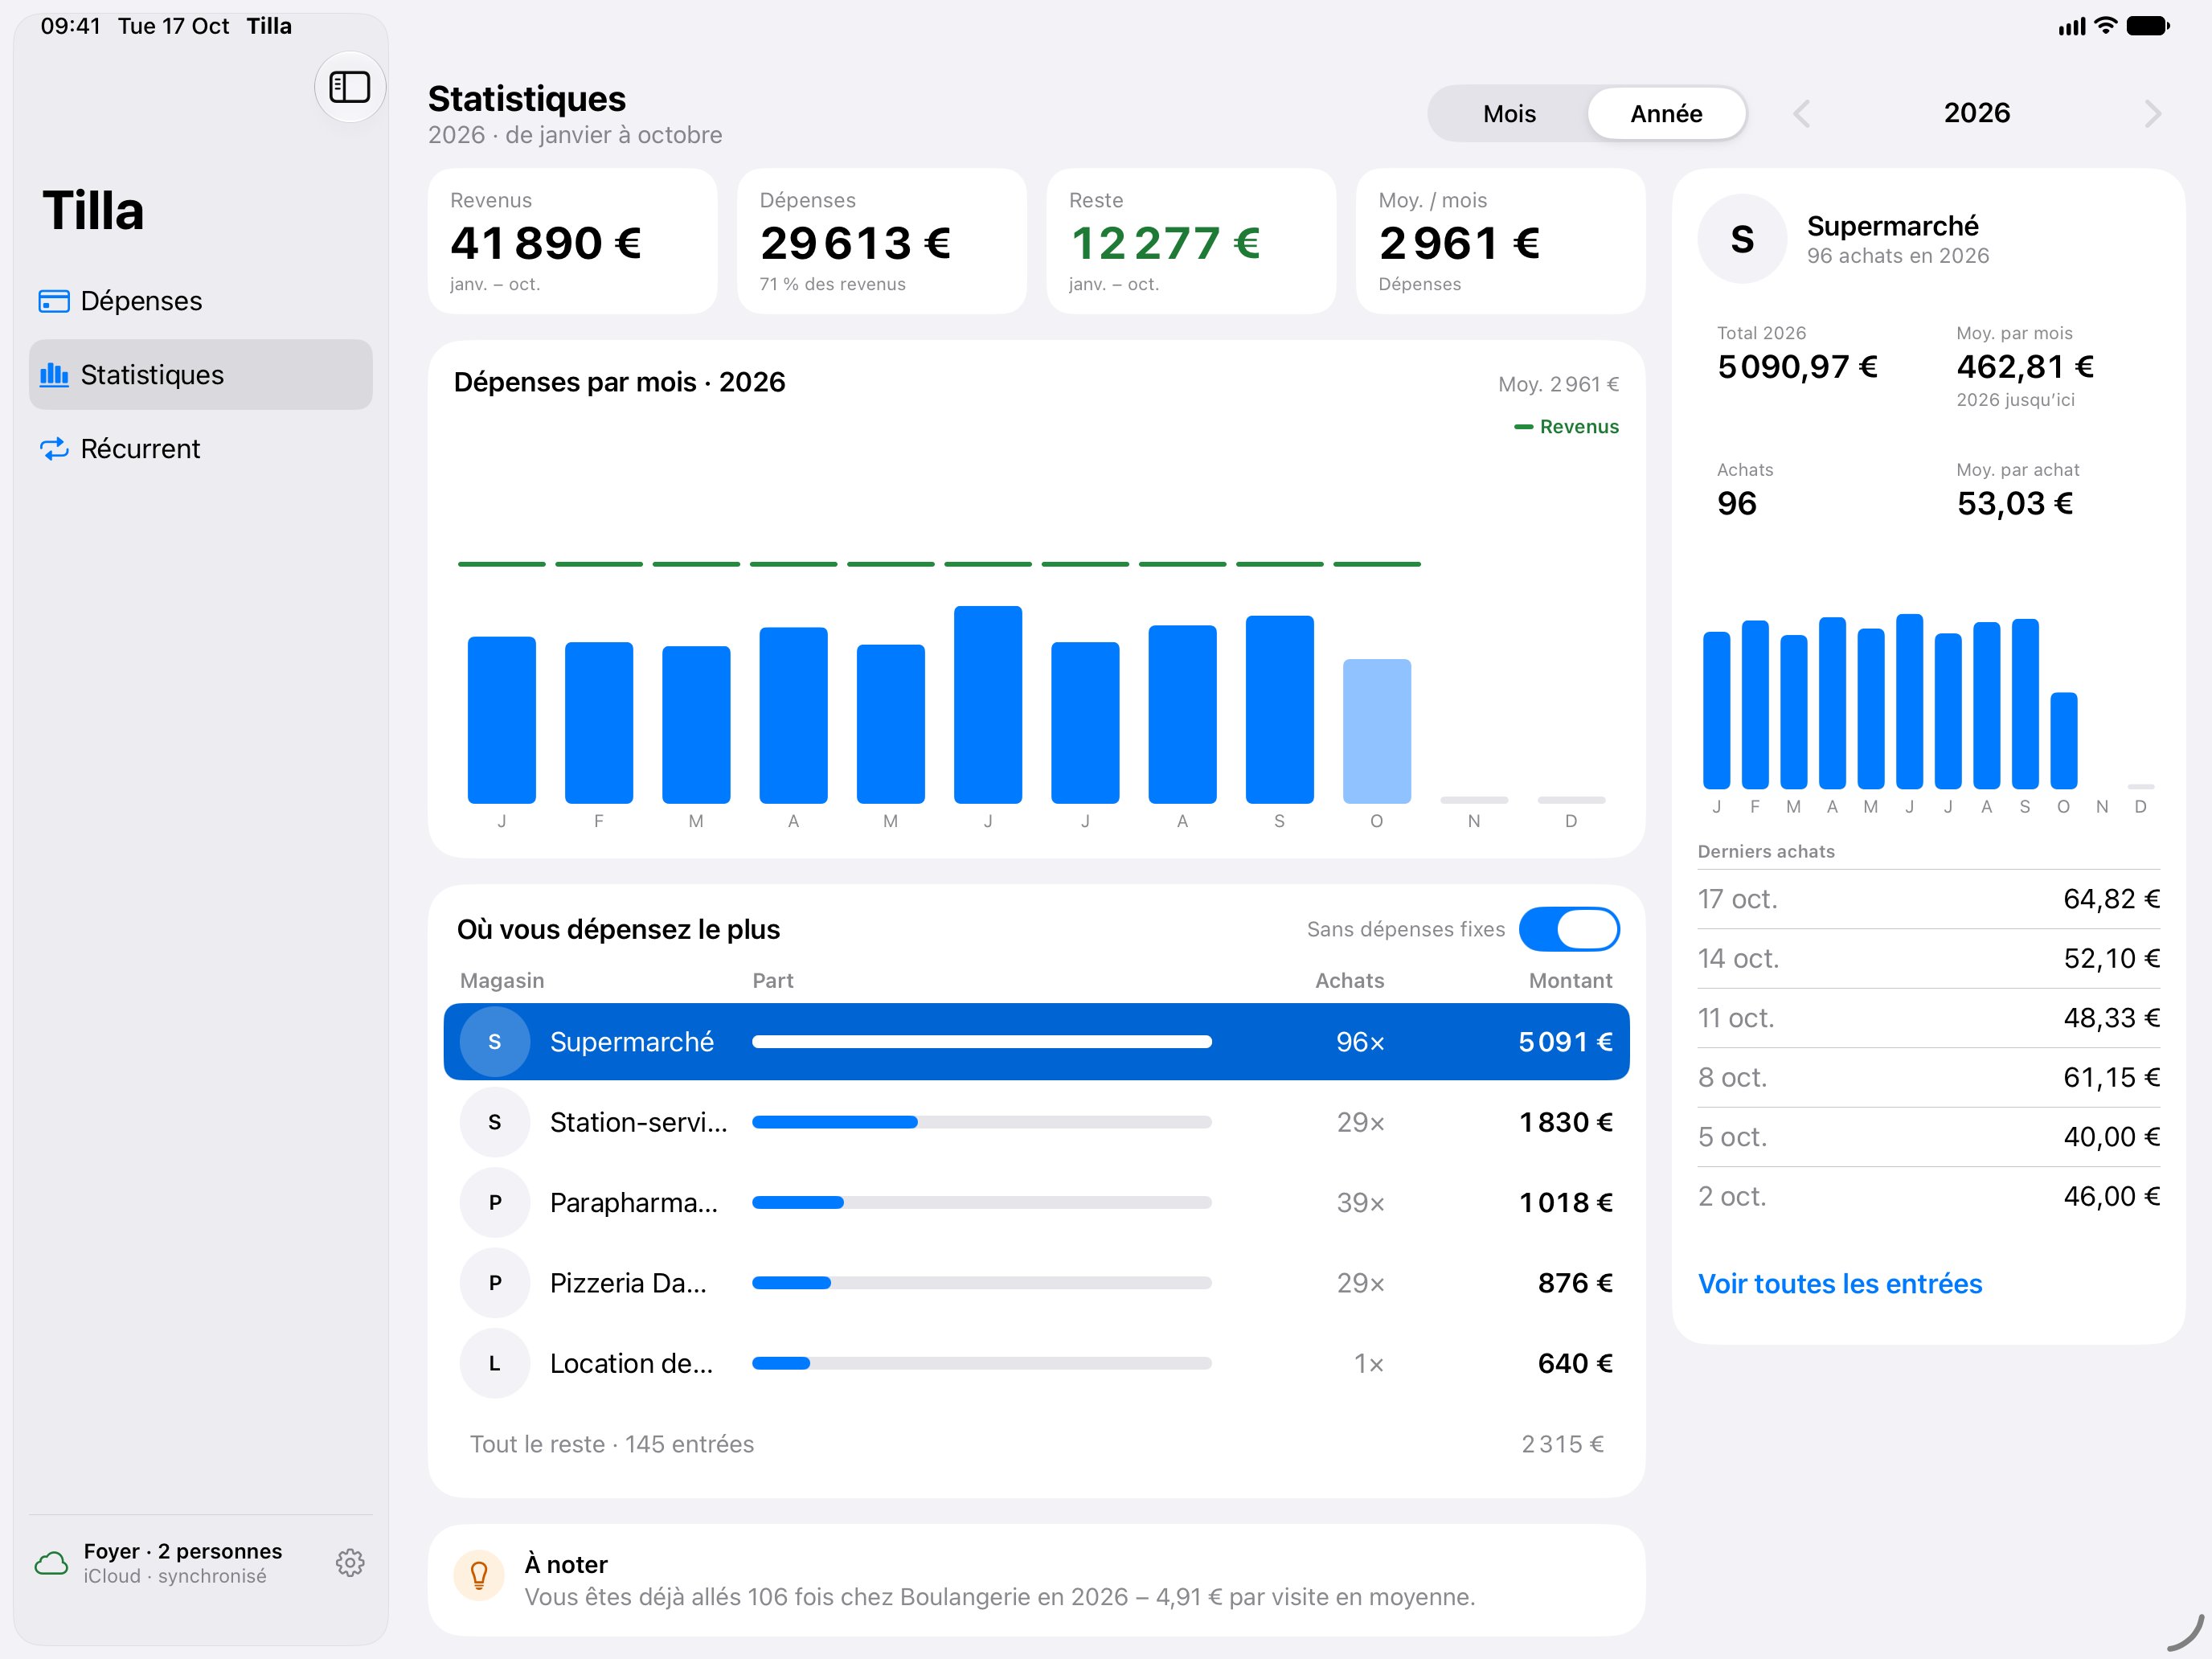 09:41 Tue 17 Oct Tilla
Tilla
Dépenses
Statistiques
Récurrent
Foyer · 2 personnes
iCloud · synchronisé
Statistiques
2026 · de janvier à octobre
Mois
Année
2026
Revenus
41 890 €
janv. – oct.
Dépenses
29 613 €
71 % des revenus
Reste
12 277 €
janv. – oct.
Moy. / mois
2 961 €
Dépenses
Dépenses par mois · 2026
Moy. 2 961 €
Revenus
J F M A M J J A S O N D
Où vous dépensez le plus
Sans dépenses fixes
Magasin Part Achats Montant
S Supermarché 96× 5 091 €
S Station-servi... 29× 1 830 €
P Parapharma... 39× 1 018 €
P Pizzeria Da... 29× 876 €
L Location de... 1× 640 €
Tout le reste · 145 entrées 2 315 €
À noter
Vous êtes déjà allés 106 fois chez Boulangerie en 2026 – 4,91 € par visite en moyenne.
S
Supermarché
96 achats en 2026
Total 2026
5 090,97 €
Moy. par mois
462,81 €
2026 jusqu’ici
Achats
96
Moy. par achat
53,03 €
J F M A M J J A S O N D
Derniers achats
17 oct. 64,82 €
14 oct. 52,10 €
11 oct. 48,33 €
8 oct. 61,15 €
5 oct. 40,00 €
2 oct. 46,00 €
Voir toutes les entrées